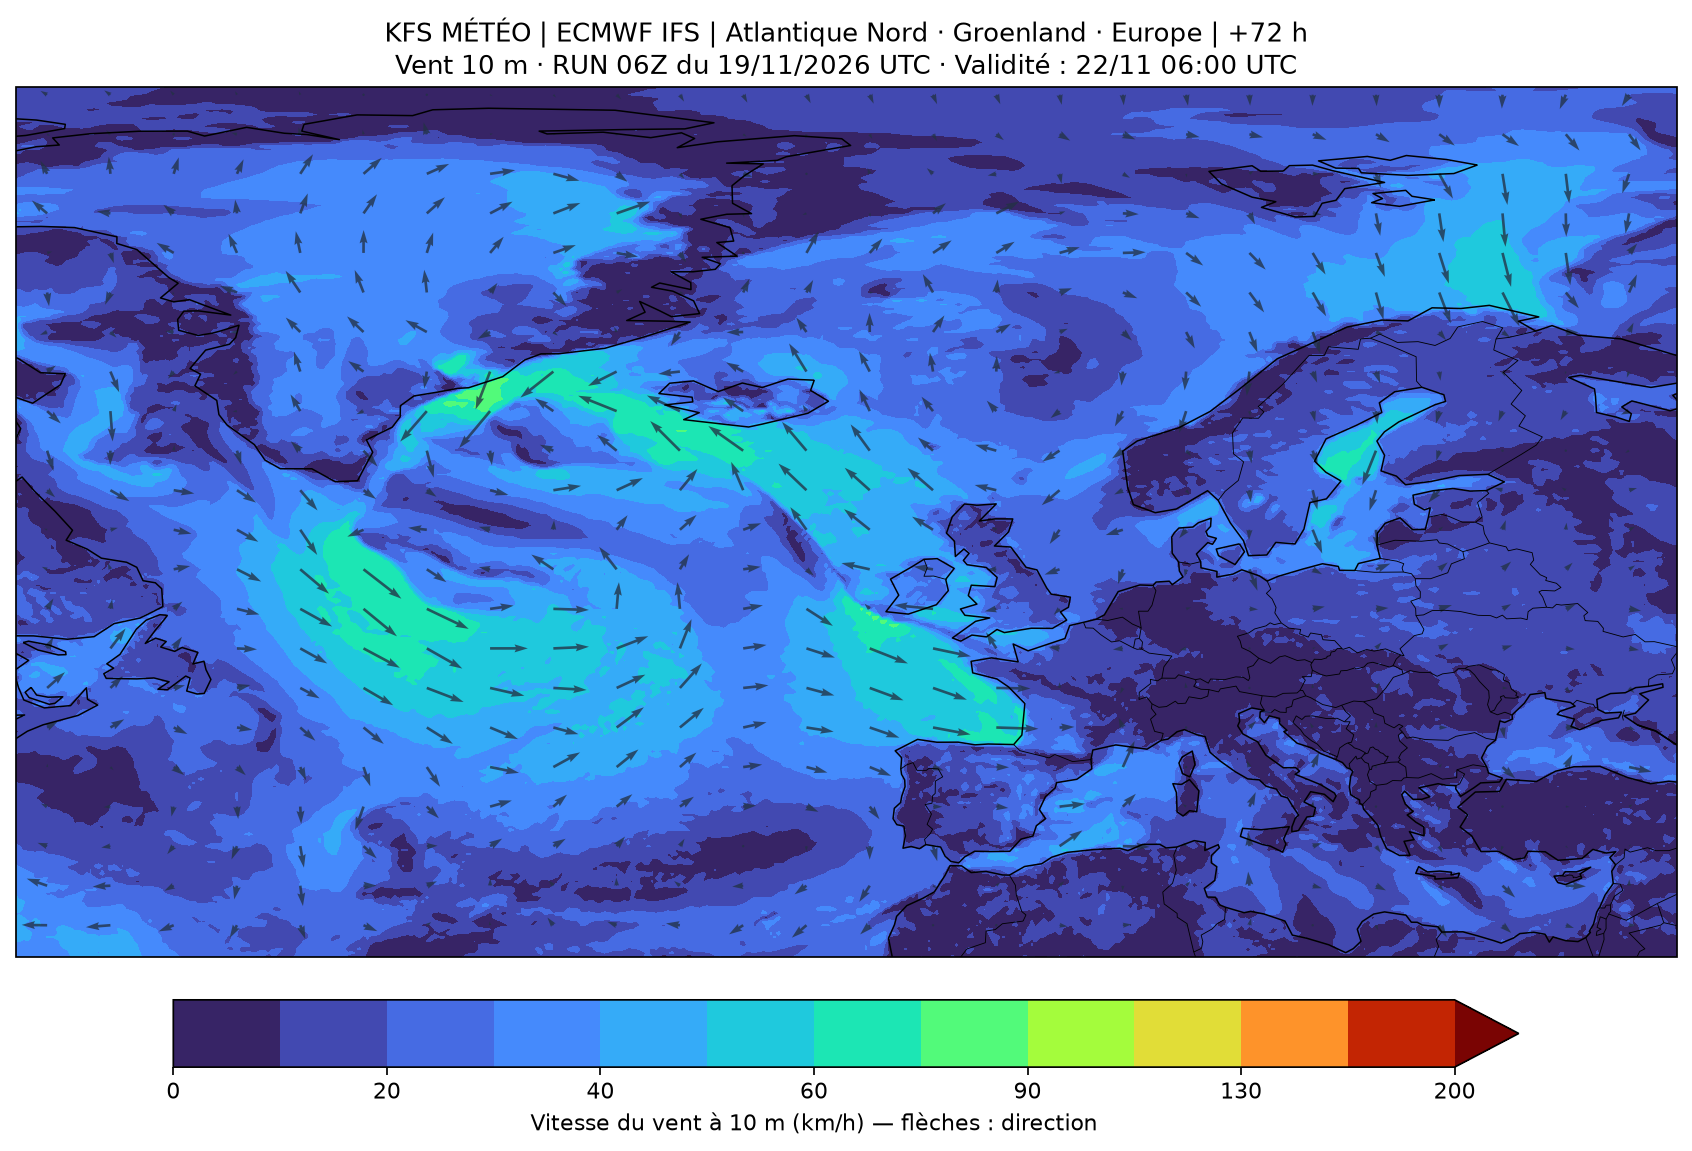 KFS MÉTÉO | ECMWF IFS | Atlantique Nord · Groenland · Europe | +72 h
Vent 10 m · RUN 06Z du 19/11/2026 UTC · Validité : 22/11 06:00 UTC
0 20 40 60 90 130 200
Vitesse du vent à 10 m (km/h) — flèches : direction